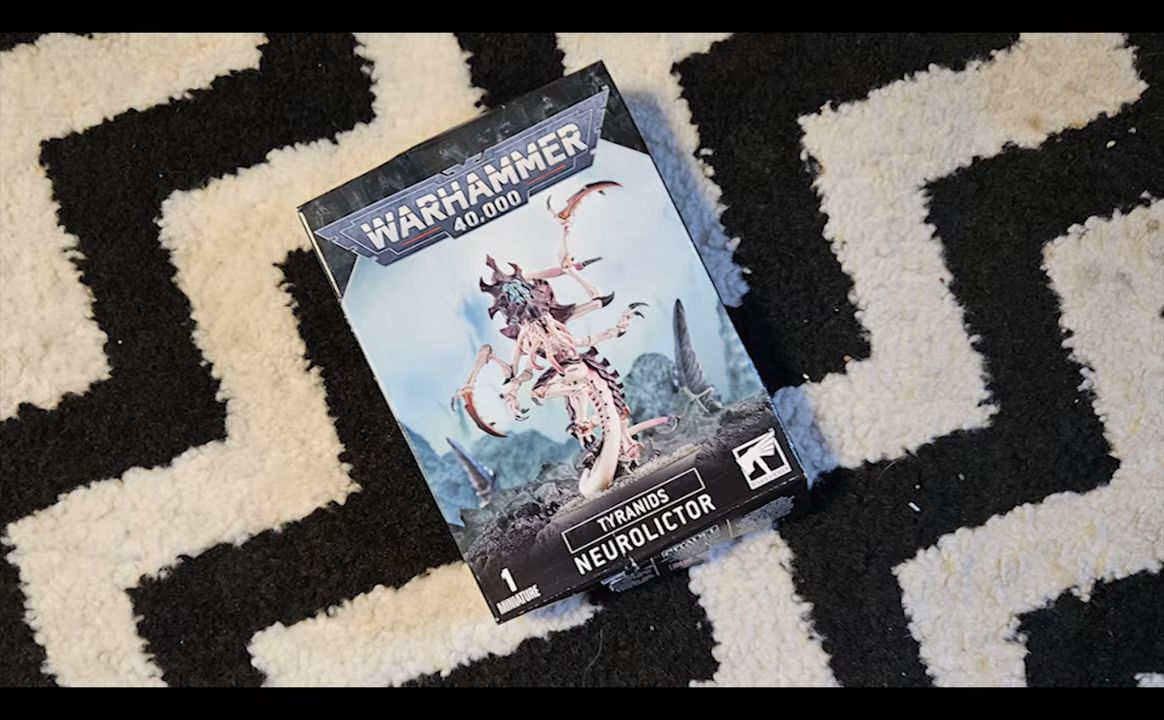 WARHAMMER
40,000
TYRANIDS
NEUROLICTOR
1
MINIATURE